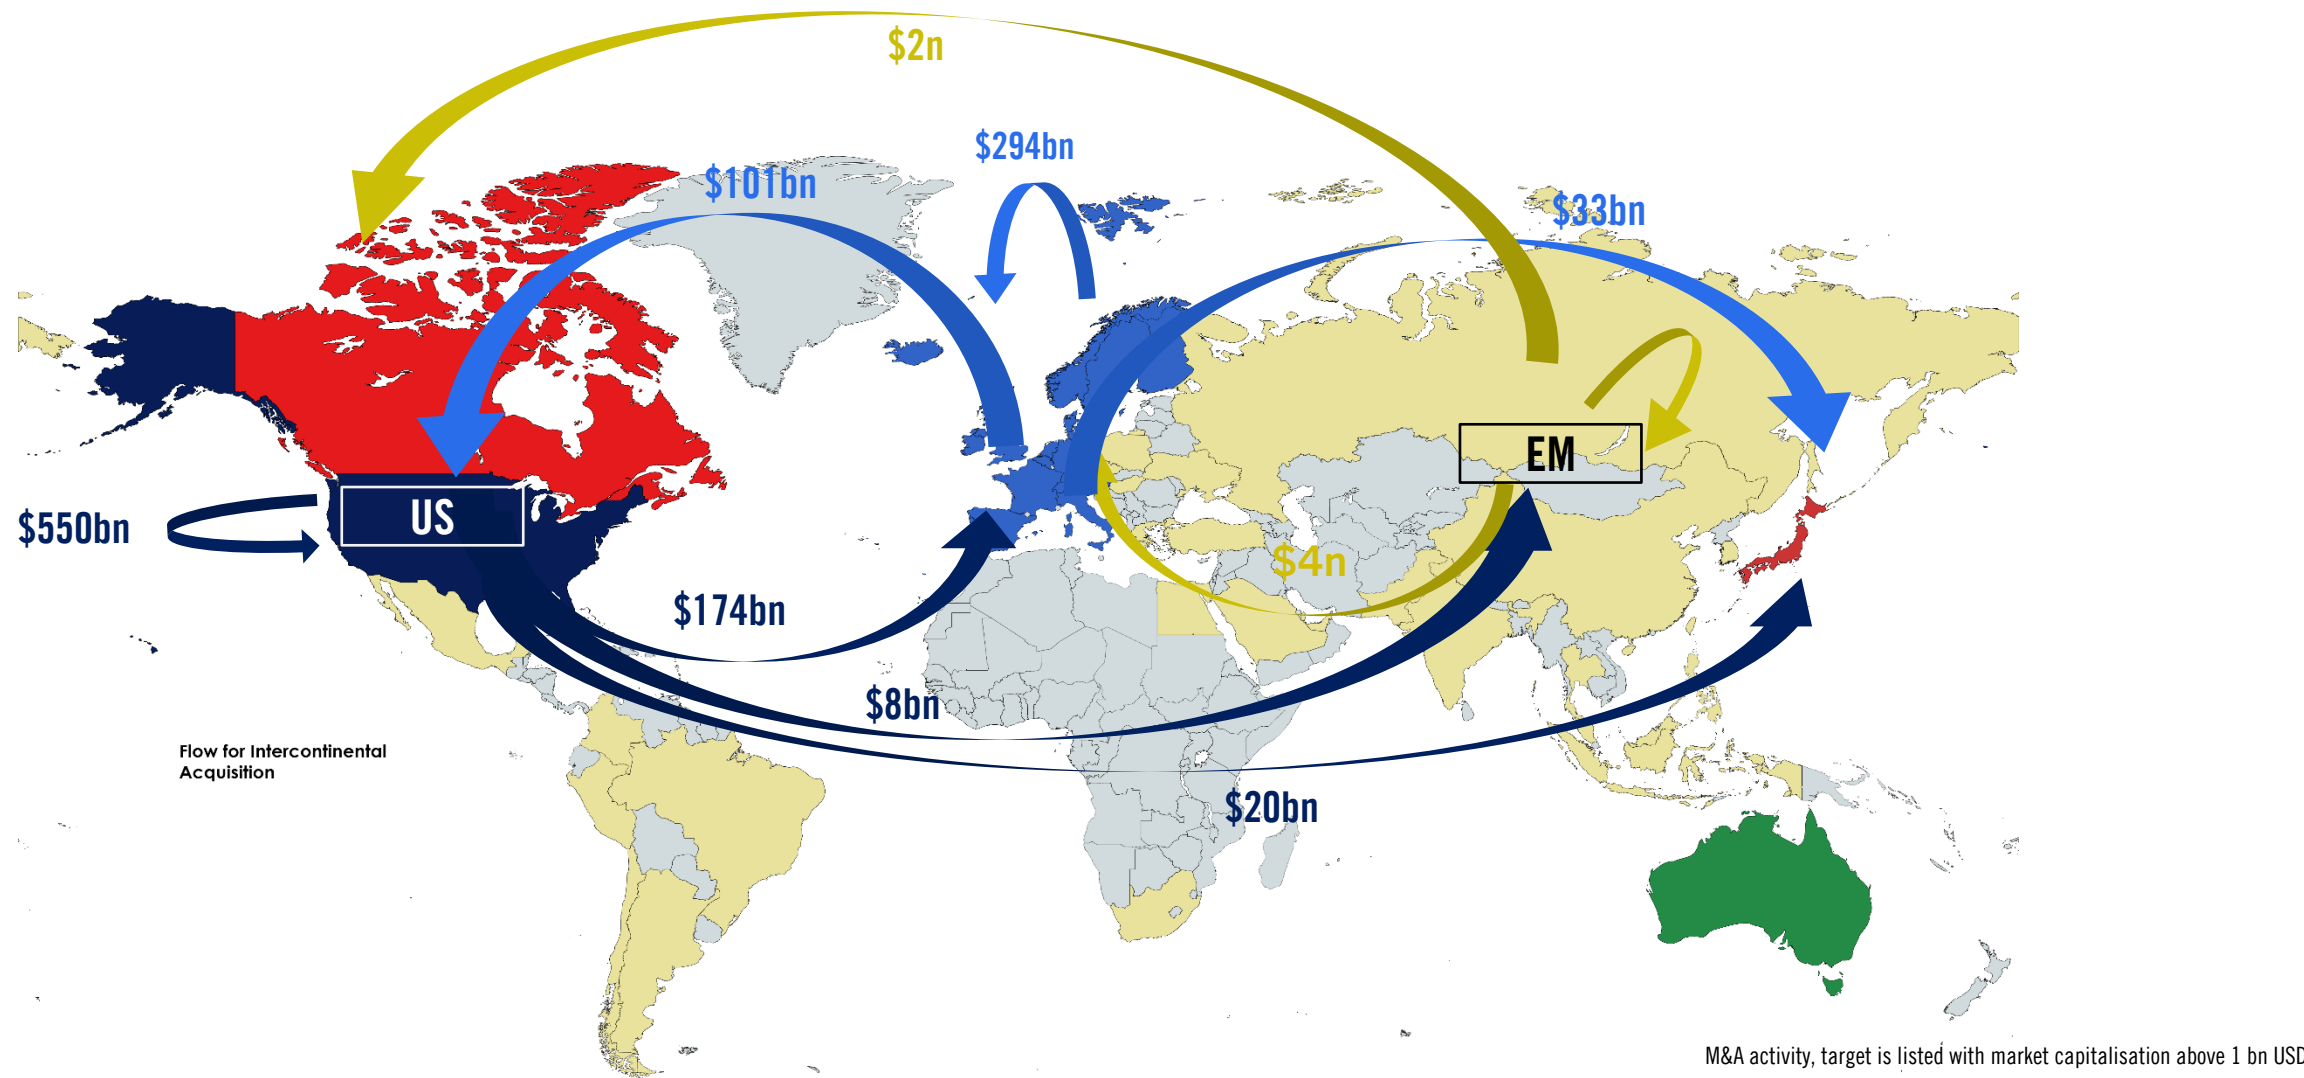 $2n
$294bn
$101bn
$33bn
EM
US
$550bn
$4n
$174bn
$8bn
Flow for Intercontinental
Acquisition
$20bn
M&A activity, target is listed with market capitalisation above 1 bn USD